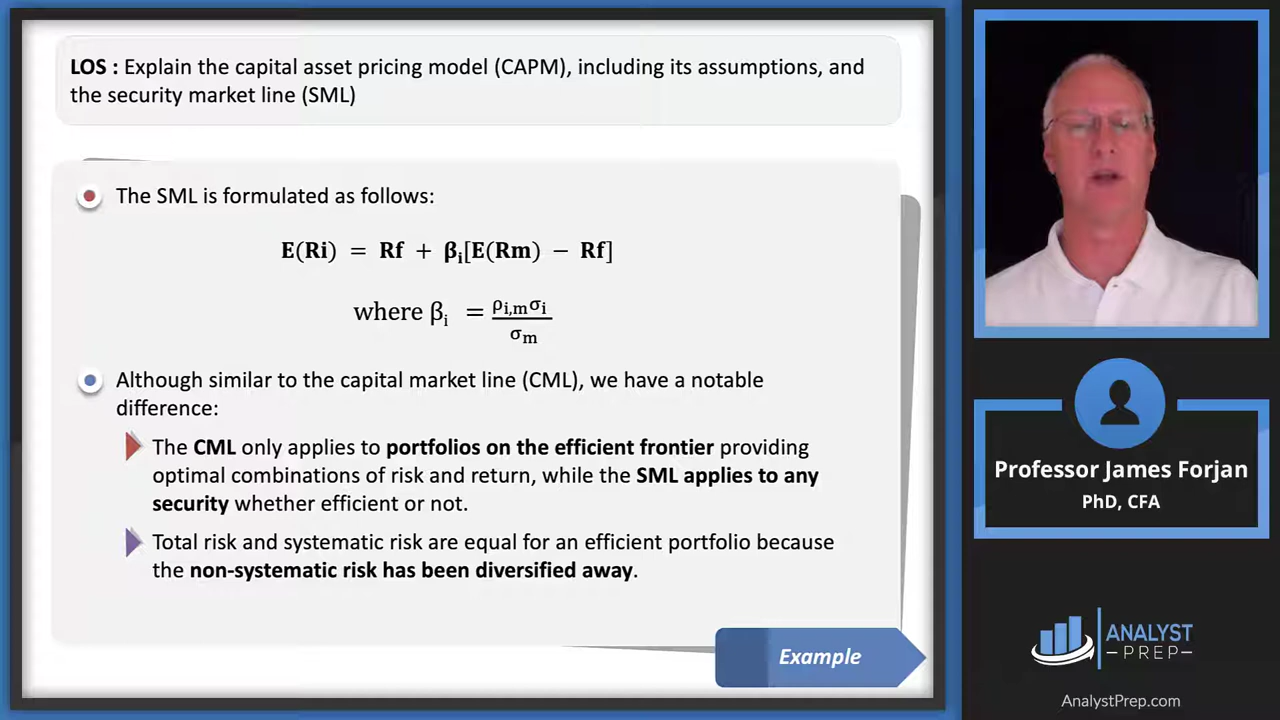 LOS : Explain the capital asset pricing model (CAPM), including its assumptions, and
the security market line (SML)
The SML is formulated as follows:
E(Ri) = Rf + βᵢ[E(Rm) − Rf]
where βᵢ = ρᵢ,ₘσᵢ / σₘ
Although similar to the capital market line (CML), we have a notable
difference:
The CML only applies to portfolios on the efficient frontier providing
optimal combinations of risk and return, while the SML applies to any
security whether efficient or not.
Total risk and systematic risk are equal for an efficient portfolio because
the non-systematic risk has been diversified away.
Example
Professor James Forjan
PhD, CFA
ANALYST
PREP
AnalystPrep.com